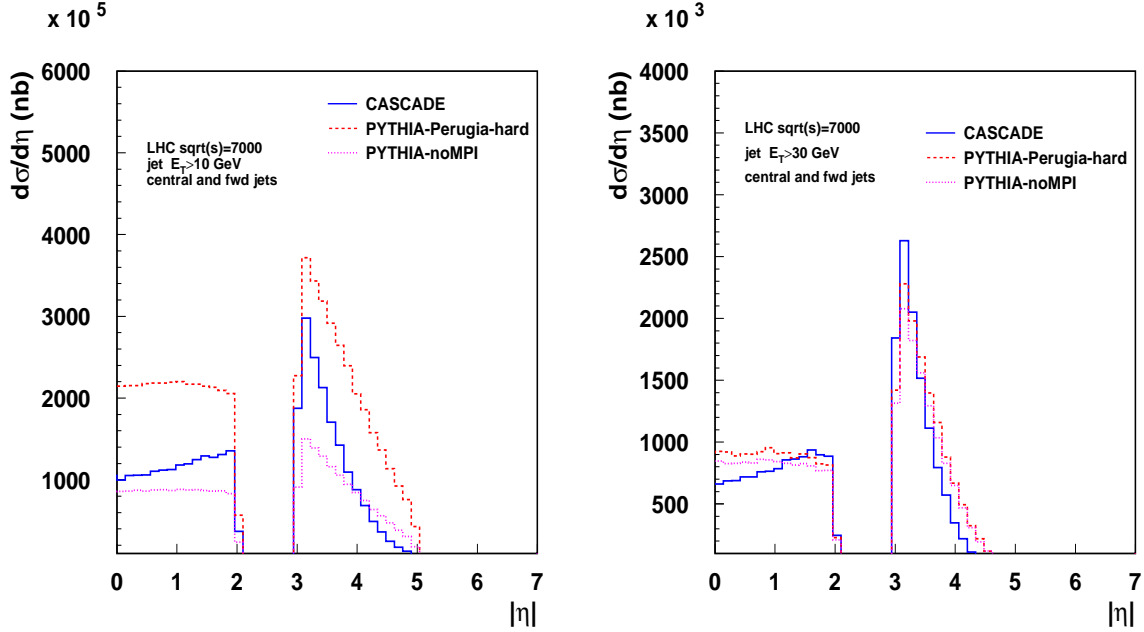 x 10 5
dσ/dη (nb)
6000
5000
4000
3000
2000
1000
CASCADE
PYTHIA-Perugia-hard
PYTHIA-noMPI
LHC sqrt(s)=7000
jet ET>10 GeV
central and fwd jets
0 1 2 3 4 5 6 7
|η|
x 10 3
dσ/dη (nb)
4000
3500
3000
2500
2000
1500
1000
500
CASCADE
PYTHIA-Perugia-hard
PYTHIA-noMPI
LHC sqrt(s)=7000
jet ET>30 GeV
central and fwd jets
0 1 2 3 4 5 6 7
|η|